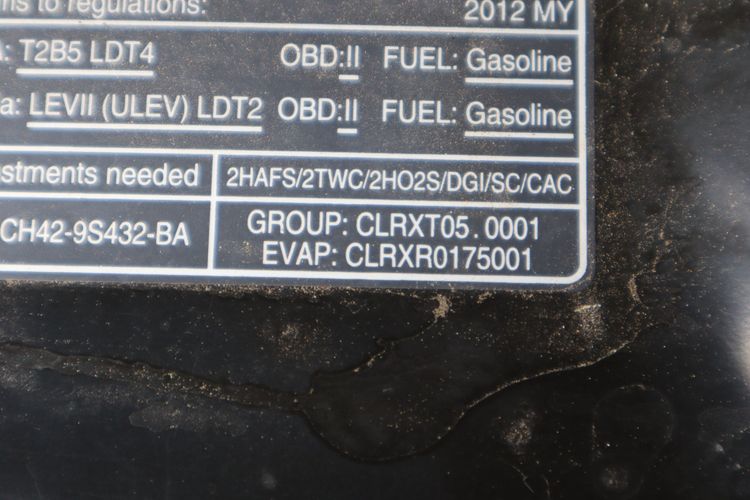 ms to regulations: 2012 MY
a: T2B5 LDT4 OBD:II FUEL: Gasoline
a: LEVII (ULEV) LDT2 OBD:II FUEL: Gasoline
stments needed 2HAFS/2TWC/2HO2S/DGI/SC/CAC
CH42-9S432-BA GROUP: CLRXT05.0001
EVAP: CLRXR0175001